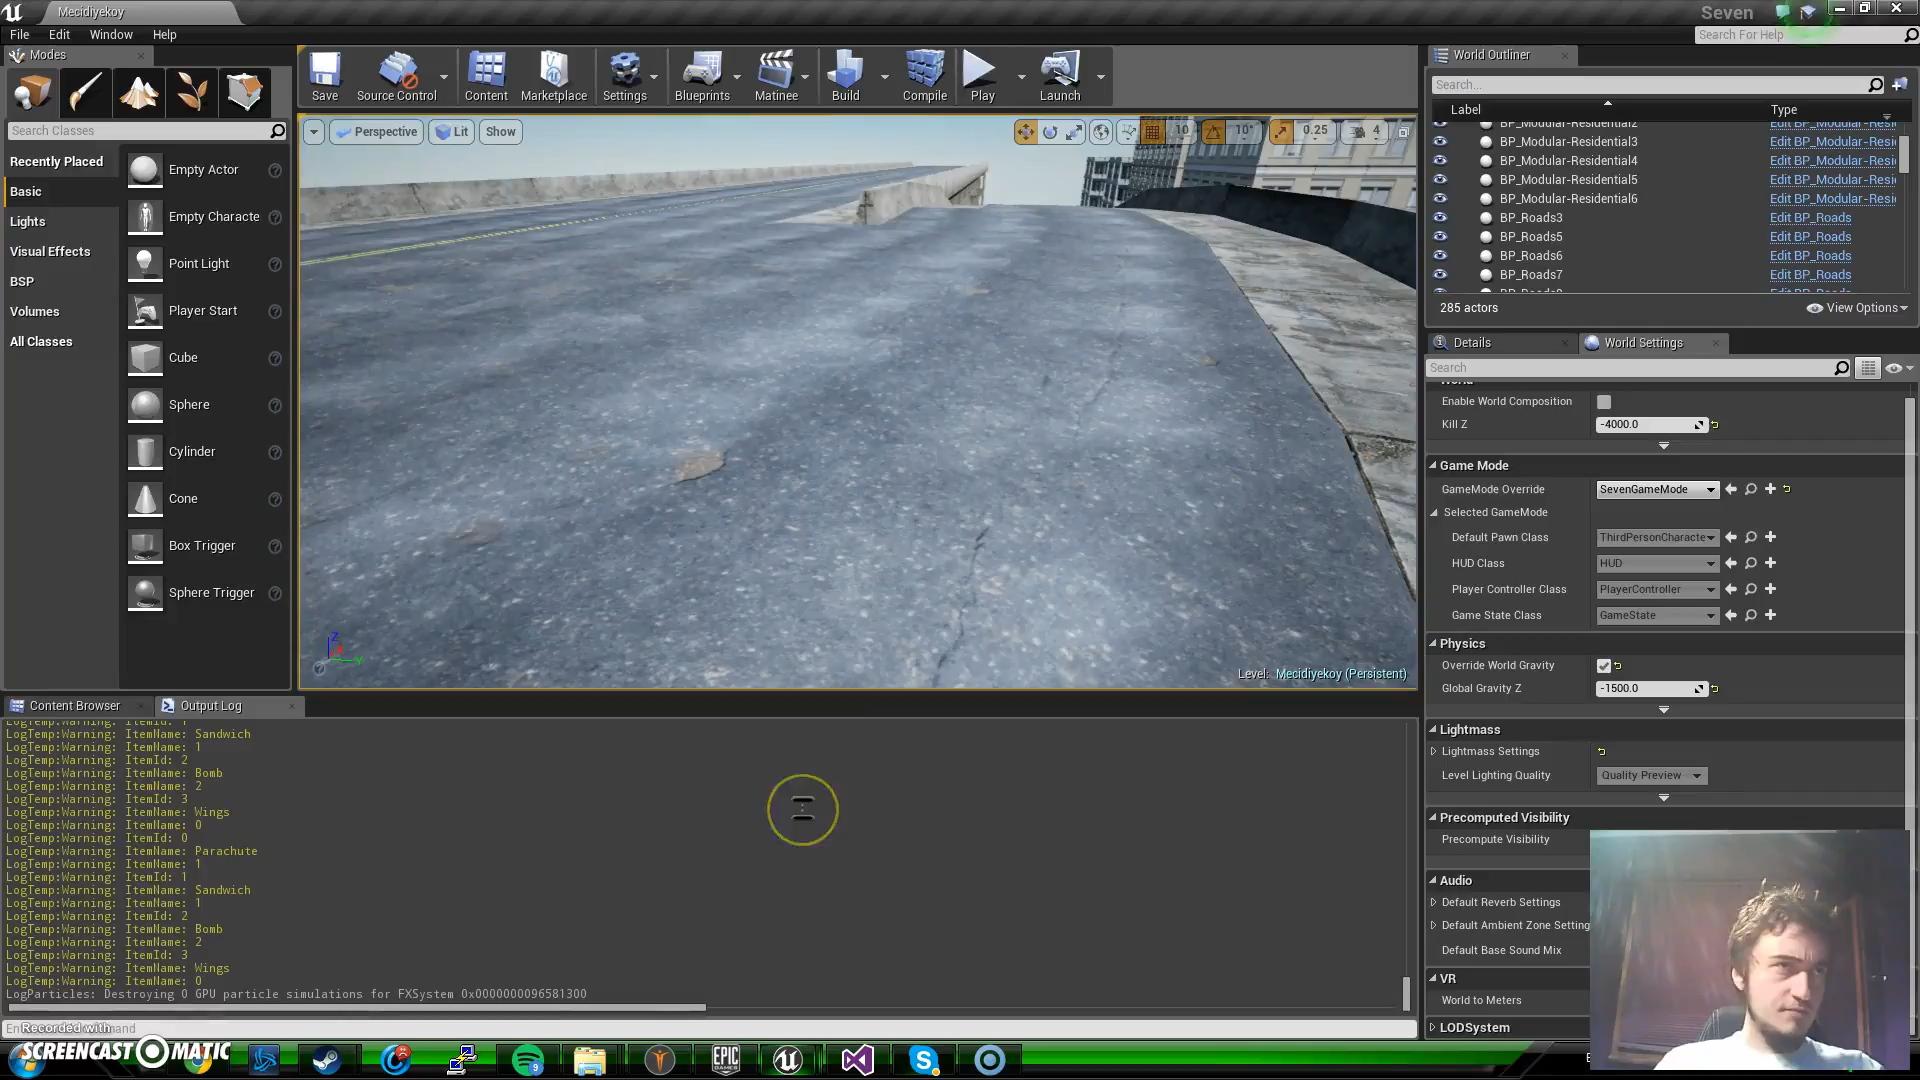 Mecidiyekoy
Seven
File Edit Window Help
Search For Help
Modes
Search Classes
Recently Placed
Basic
Lights
Visual Effects
BSP
Volumes
All Classes
Empty Actor
Empty Characte
Point Light
Player Start
Cube
Sphere
Cylinder
Cone
Box Trigger
Sphere Trigger
Save Source Control Content Marketplace Settings Blueprints Matinee Build Compile Play Launch
Perspective Lit Show
10 10° 0.25 4
Level: Mecidiyekoy (Persistent)
World Outliner
Search...
Label Type
BP_Modular-Residential2 Edit BP_Modular-Resi
BP_Modular-Residential3 Edit BP_Modular-Resi
BP_Modular-Residential4 Edit BP_Modular-Resi
BP_Modular-Residential5 Edit BP_Modular-Resi
BP_Modular-Residential6 Edit BP_Modular-Resi
BP_Roads3 Edit BP_Roads
BP_Roads5 Edit BP_Roads
BP_Roads6 Edit BP_Roads
BP_Roads7 Edit BP_Roads
285 actors View Options
Details World Settings
Search
World
Enable World Composition
Kill Z -4000.0
Game Mode
GameMode Override SevenGameMode
Selected GameMode
Default Pawn Class ThirdPersonCharacte
HUD Class HUD
Player Controller Class PlayerController
Game State Class GameState
Physics
Override World Gravity
Global Gravity Z -1500.0
Lightmass
Lightmass Settings
Level Lighting Quality Quality Preview
Precomputed Visibility
Precompute Visibility
Audio
Default Reverb Settings
Default Ambient Zone Setting
Default Base Sound Mix
VR
World to Meters
LODSystem
Content Browser Output Log
LogTemp:Warning: ItemId: 1
LogTemp:Warning: ItemName: Sandwich
LogTemp:Warning: ItemName: 1
LogTemp:Warning: ItemId: 2
LogTemp:Warning: ItemName: Bomb
LogTemp:Warning: ItemName: 2
LogTemp:Warning: ItemId: 3
LogTemp:Warning: ItemName: Wings
LogTemp:Warning: ItemName: 0
LogTemp:Warning: ItemId: 0
LogTemp:Warning: ItemName: Parachute
LogTemp:Warning: ItemName: 1
LogTemp:Warning: ItemId: 1
LogTemp:Warning: ItemName: Sandwich
LogTemp:Warning: ItemName: 1
LogTemp:Warning: ItemId: 2
LogTemp:Warning: ItemName: Bomb
LogTemp:Warning: ItemName: 2
LogTemp:Warning: ItemId: 3
LogTemp:Warning: ItemName: Wings
LogTemp:Warning: ItemName: 0
LogParticles: Destroying 0 GPU particle simulations for FXSystem 0x0000000096581300
Recorded with
SCREENCAST MATIC
EPIC GAMES